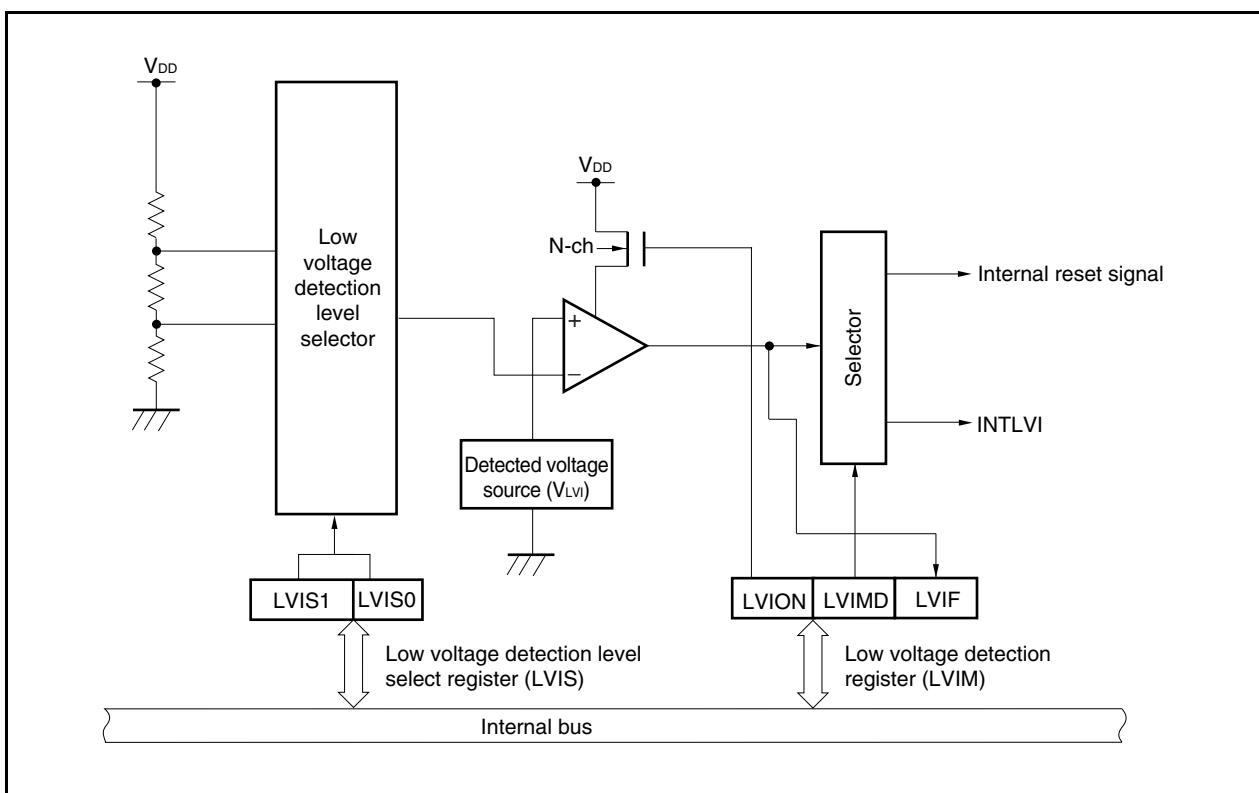 VDD
Low
voltage
detection
level
selector
VDD
N-ch
+
−
Detected voltage
source (VLVI)
Selector
Internal reset signal
INTLVI
LVIS1 LVIS0
LVION LVIMD LVIF
Low voltage detection level
select register (LVIS)
Low voltage detection
register (LVIM)
Internal bus